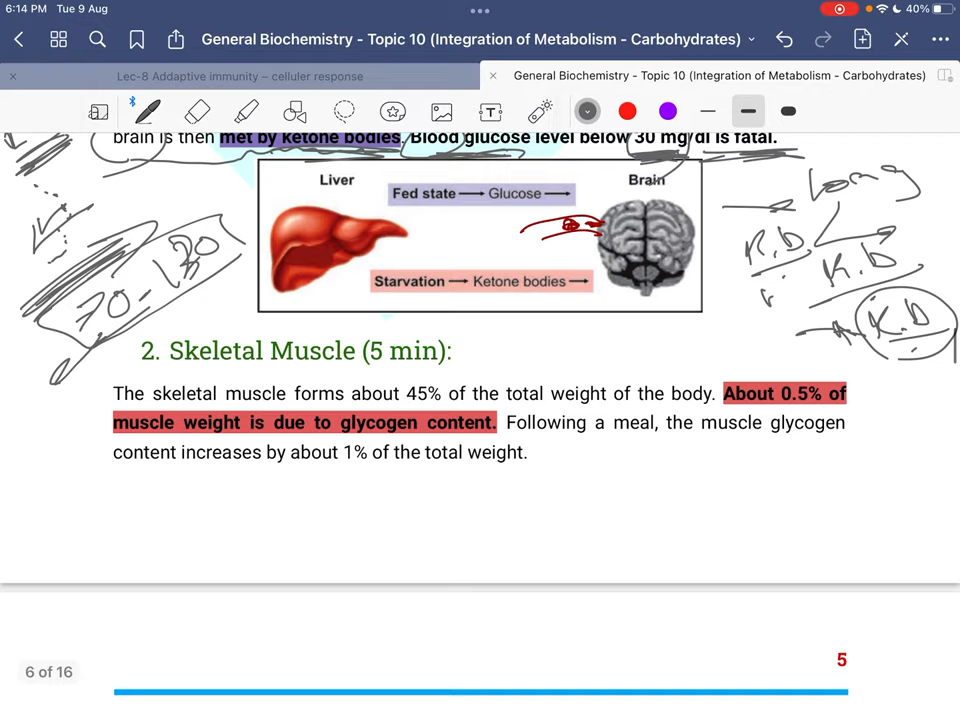 6:14 PM Tue 9 Aug
40%
General Biochemistry - Topic 10 (Integration of Metabolism - Carbohydrates)
Lec-8 Addaptive immunity – celluler response
General Biochemistry - Topic 10 (Integration of Metabolism - Carbohydrates)
brain is then met by ketone bodies. Blood glucose level below 30 mg/dl is fatal.
Liver
Brain
Fed state → Glucose →
Starvation → Ketone bodies →
Long
K.D
K.D
K.D
70 - 130
2. Skeletal Muscle (5 min):
The skeletal muscle forms about 45% of the total weight of the body. About 0.5% of
muscle weight is due to glycogen content. Following a meal, the muscle glycogen
content increases by about 1% of the total weight.
5
6 of 16